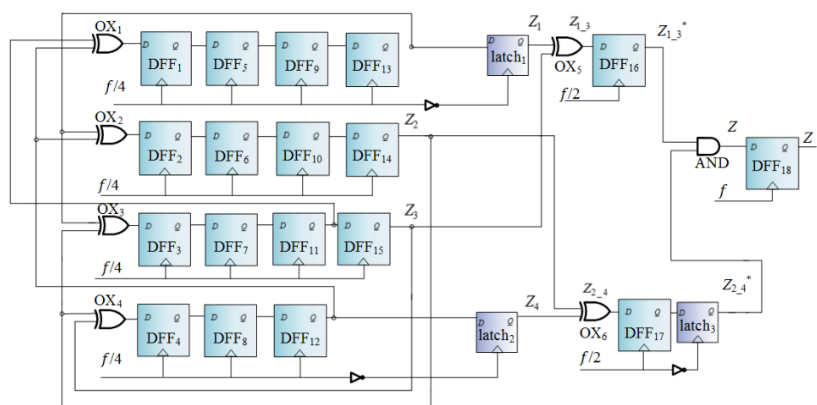 OX₁ D Q DFF₁ D Q DFF₅ D Q DFF₉ D Q DFF₁₃ D Q latch₁ Z₁ Z₁_₃ OX₅ D Q DFF₁₆ Z₁_₃*
f/4 f/2
OX₂ D Q DFF₂ D Q DFF₆ D Q DFF₁₀ D Q DFF₁₄ Z₂ AND Z D Q DFF₁₈ Z
f/4 f
OX₃ D Q DFF₃ D Q DFF₇ D Q DFF₁₁ D Q DFF₁₅ Z₃
f/4
OX₄ D Q DFF₄ D Q DFF₈ D Q DFF₁₂ D Q latch₂ Z₄ Z₂_₄ OX₆ D Q DFF₁₇ D Q latch₃ Z₂_₄*
f/4 f/2